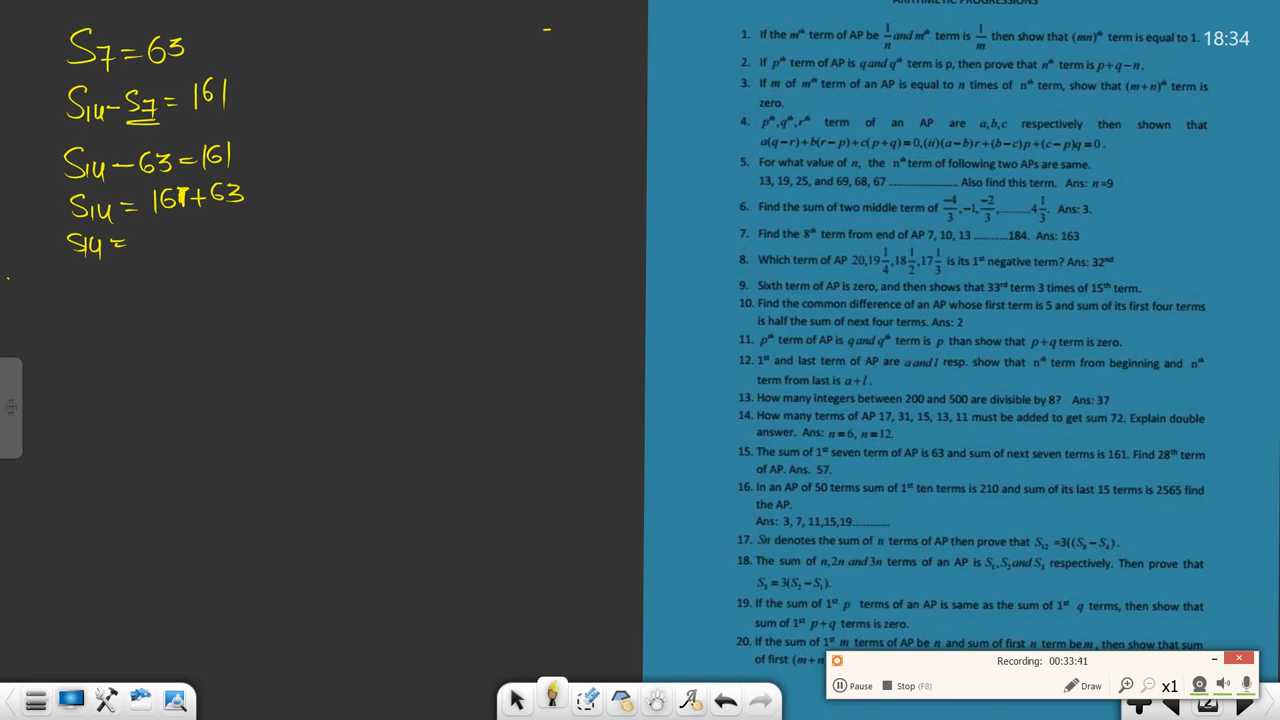 S₇ = 63
S₁₄ − S₇ = 161
S₁₄ − 63 = 161
S₁₄ = 161 + 63
S₁₄ =
ARITHMETIC PROGRESSIONS
18:34
1. If the mᵗʰ term of AP be 1/n and mᵗʰ term is 1/m then show that (mn)ᵗʰ term is equal to 1.
2. If pᵗʰ term of AP is q and qᵗʰ term is p, then prove that nᵗʰ term is p+q−n.
3. If m of mᵗʰ term of an AP is equal to n times of nᵗʰ term, show that (m+n)ᵗʰ term is
zero.
4. pᵗʰ,qᵗʰ,rᵗʰ term of an AP are a,b,c respectively then shown that
a(q−r)+b(r−p)+c(p+q)=0,(ii)(a−b)r+(b−c)p+(c−p)q=0.
5. For what value of n, the nᵗʰ term of following two APs are same.
13, 19, 25, and 69, 68, 67 ..................... Also find this term. Ans: n=9
6. Find the sum of two middle term of −4/3,−1,−2/3,..........4 1/3. Ans: 3.
7. Find the 8ᵗʰ term from end of AP 7, 10, 13 ............184. Ans: 163
8. Which term of AP 20,19 1/4,18 1/2,17 1/3 is its 1ˢᵗ negative term? Ans: 32ⁿᵈ
9. Sixth term of AP is zero, and then shows that 33ʳᵈ term 3 times of 15ᵗʰ term.
10. Find the common difference of an AP whose first term is 5 and sum of its first four terms
is half the sum of next four terms. Ans: 2
11. pᵗʰ term of AP is q and qᵗʰ term is p than show that p+q term is zero.
12. 1ˢᵗ and last term of AP are a and l resp. show that nᵗʰ term from beginning and nᵗʰ
term from last is a+l.
13. How many integers between 200 and 500 are divisible by 8? Ans: 37
14. How many terms of AP 17, 31, 15, 13, 11 must be added to get sum 72. Explain double
answer. Ans: n=6, n=12.
15. The sum of 1ˢᵗ seven term of AP is 63 and sum of next seven terms is 161. Find 28ᵗʰ term
of AP. Ans. 57.
16. In an AP of 50 terms sum of 1ˢᵗ ten terms is 210 and sum of its last 15 terms is 2565 find
the AP.
Ans: 3, 7, 11,15,19............
17. Sn denotes the sum of n terms of AP then prove that S₁₂ =3((S₈−S₄).
18. The sum of n,2n and 3n terms of an AP is S₁,S₂ and S₃ respectively. Then prove that
S₃ = 3(S₂−S₁).
19. If the sum of 1ˢᵗ p terms of an AP is same as the sum of 1ˢᵗ q terms, then show that
sum of 1ˢᵗ p+q terms is zero.
20. If the sum of 1ˢᵗ m terms of AP be n and sum of first n term be m, then show that sum
of first (m+n
Recording: 00:33:41
Pause Stop (F8) Draw x1
2